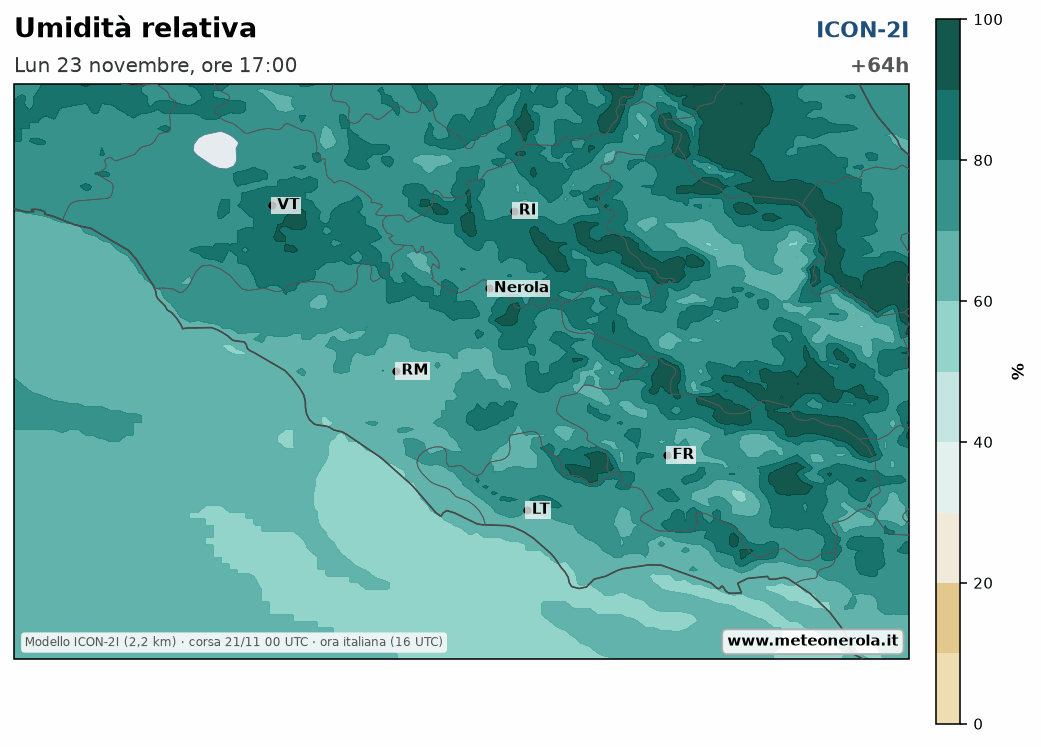 Umidità relativa
ICON-2I
Lun 23 novembre, ore 17:00
+64h
100
80
60
40
20
0
%
VT
RI
Nerola
RM
FR
LT
Modello ICON-2I (2,2 km) · corsa 21/11 00 UTC · ora italiana (16 UTC)
www.meteonerola.it